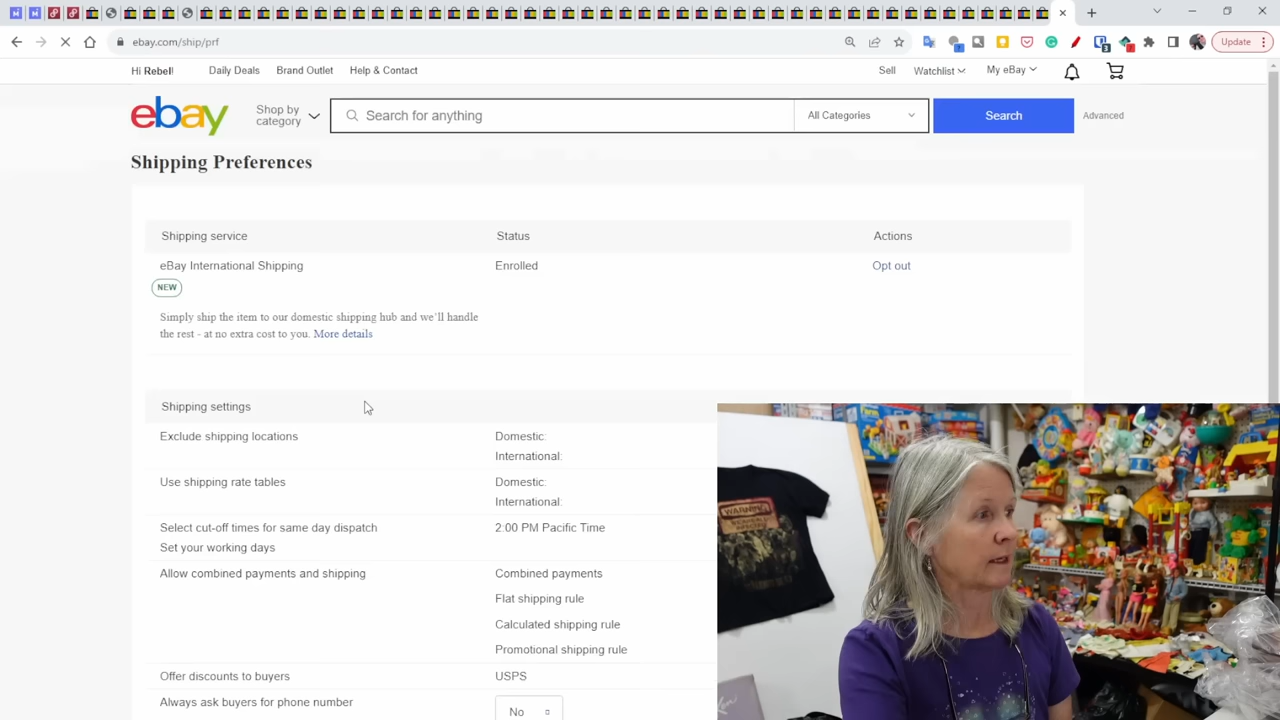 ebay.com/ship/prf
Update
Hi Rebel!
Daily Deals
Brand Outlet
Help & Contact
Sell
Watchlist
My eBay
ebay
Shop by category
Search for anything
All Categories
Search
Advanced
Shipping Preferences
Shipping service
Status
Actions
eBay International Shipping
Enrolled
Opt out
NEW
Simply ship the item to our domestic shipping hub and we'll handle
the rest - at no extra cost to you. More details
Shipping settings
Exclude shipping locations
Domestic:
International:
Use shipping rate tables
Domestic:
International:
Select cut-off times for same day dispatch
2:00 PM Pacific Time
Set your working days
Allow combined payments and shipping
Combined payments
Flat shipping rule
Calculated shipping rule
Promotional shipping rule
Offer discounts to buyers
USPS
Always ask buyers for phone number
No
WARNING